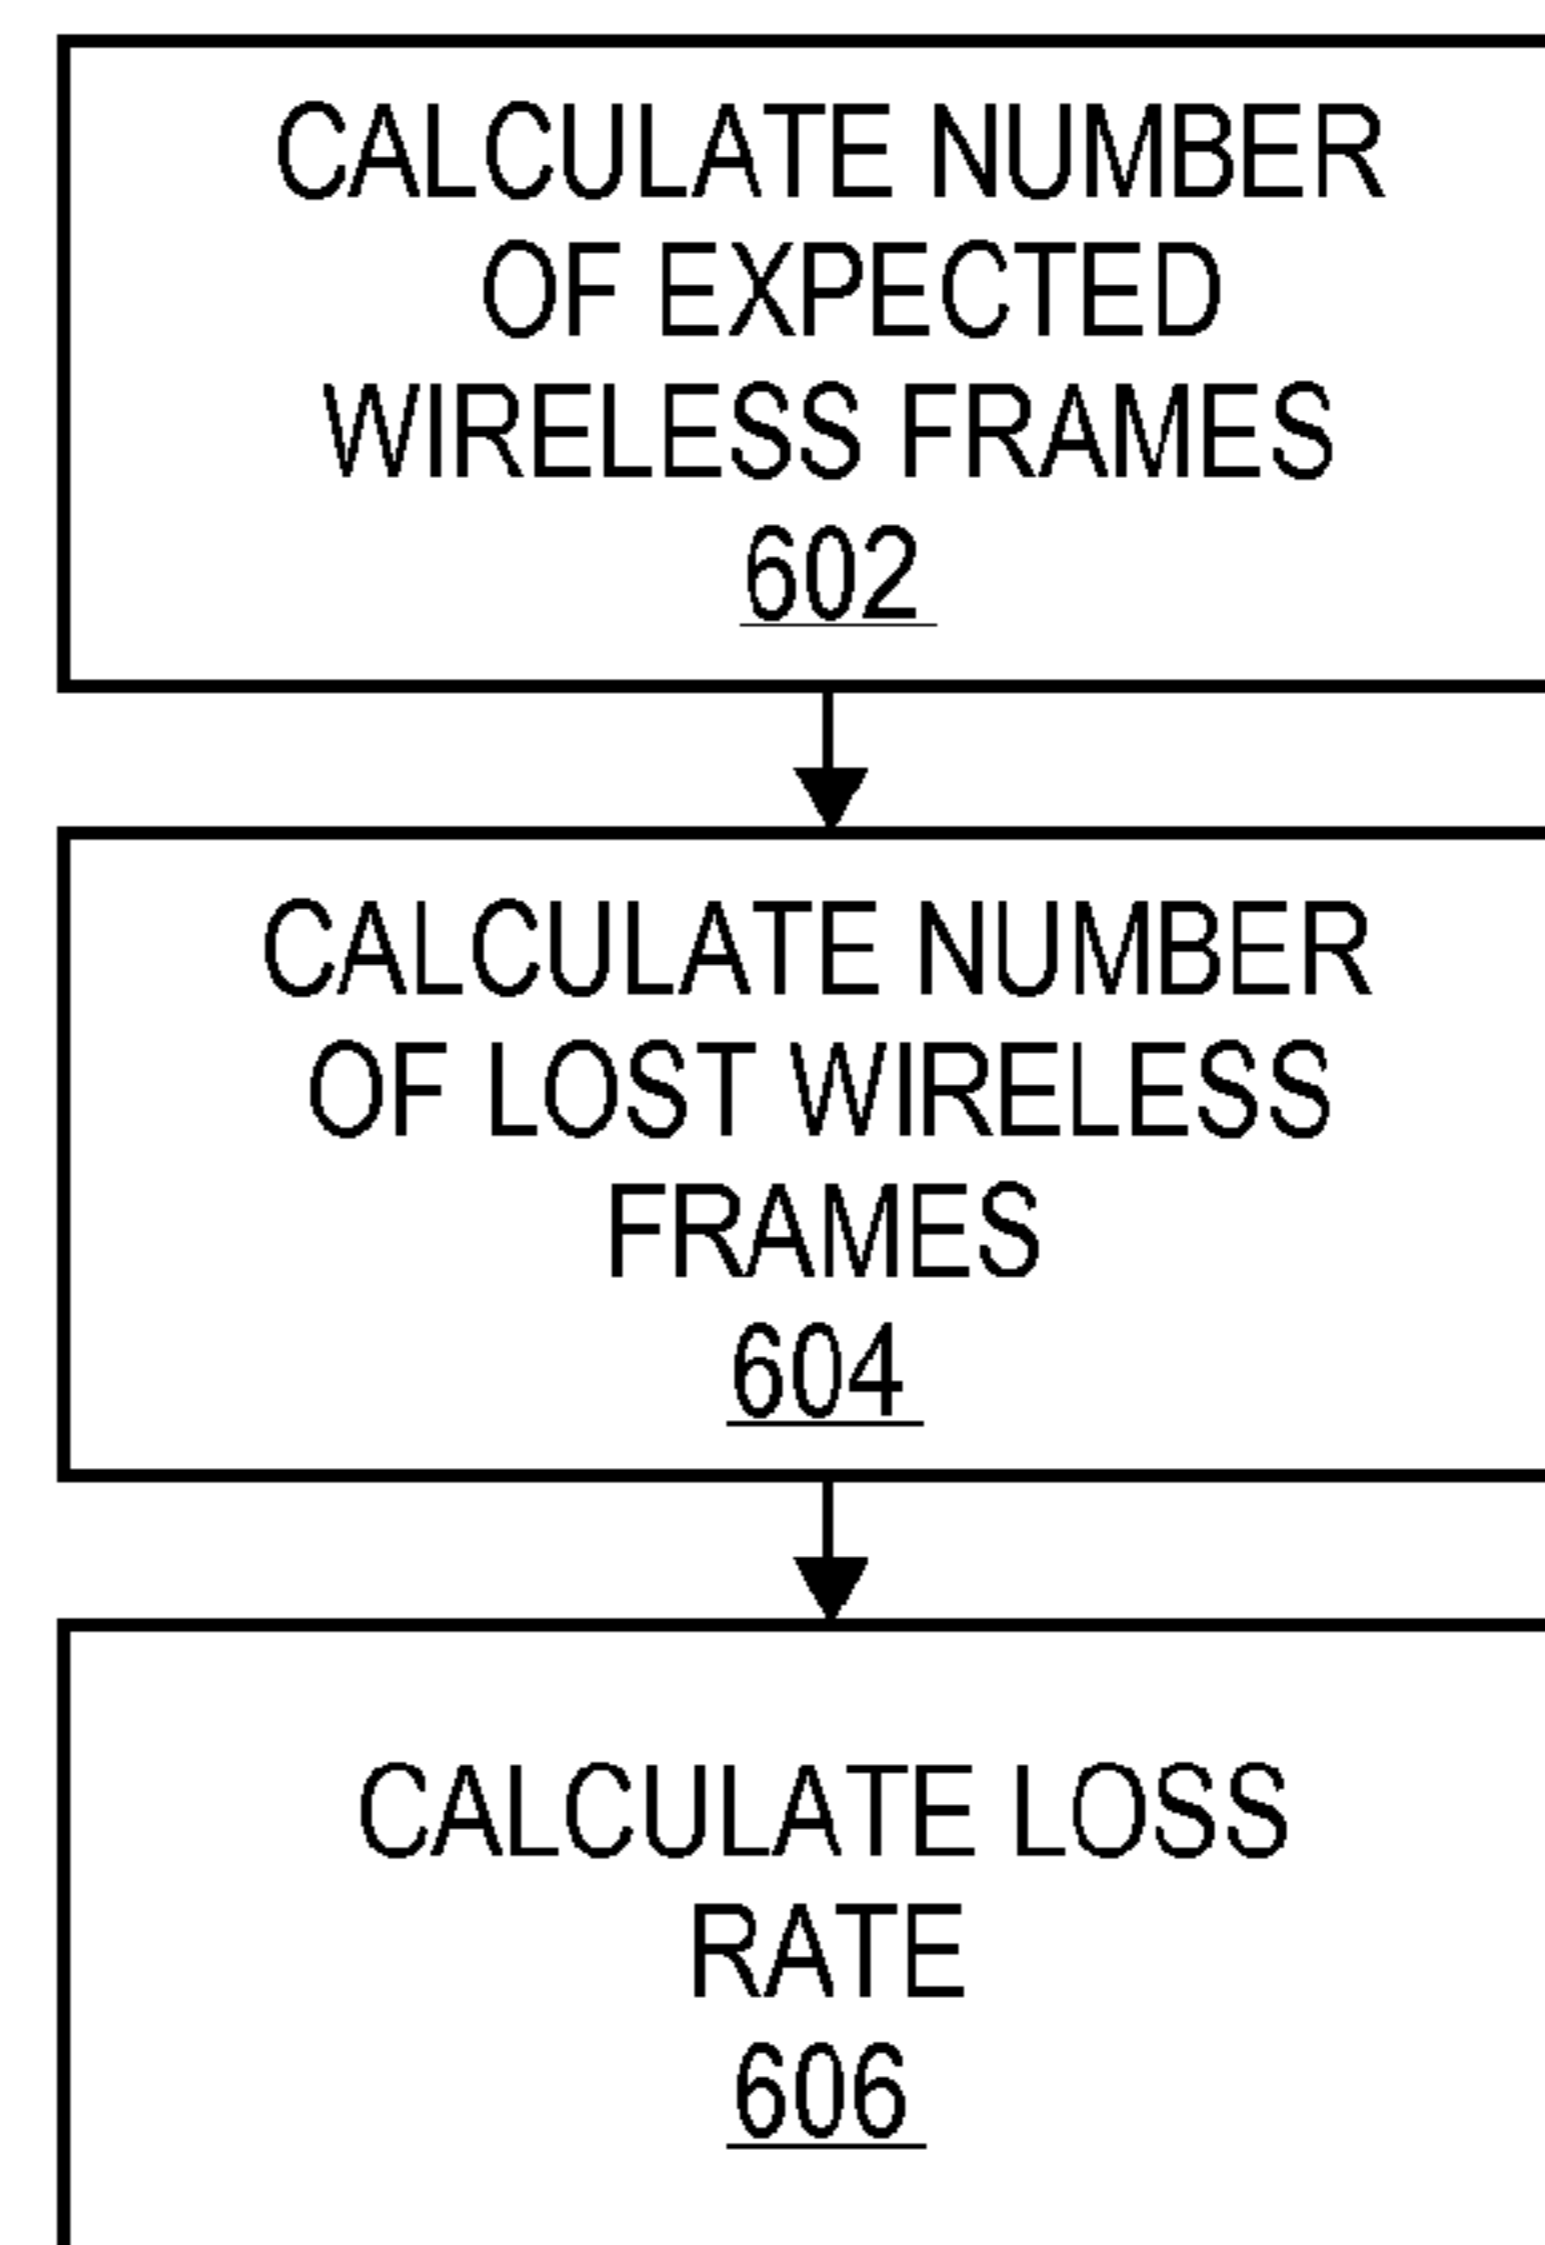 CALCULATE NUMBER
OF EXPECTED
WIRELESS FRAMES
602
CALCULATE NUMBER
OF LOST WIRELESS
FRAMES
604
CALCULATE LOSS
RATE
606